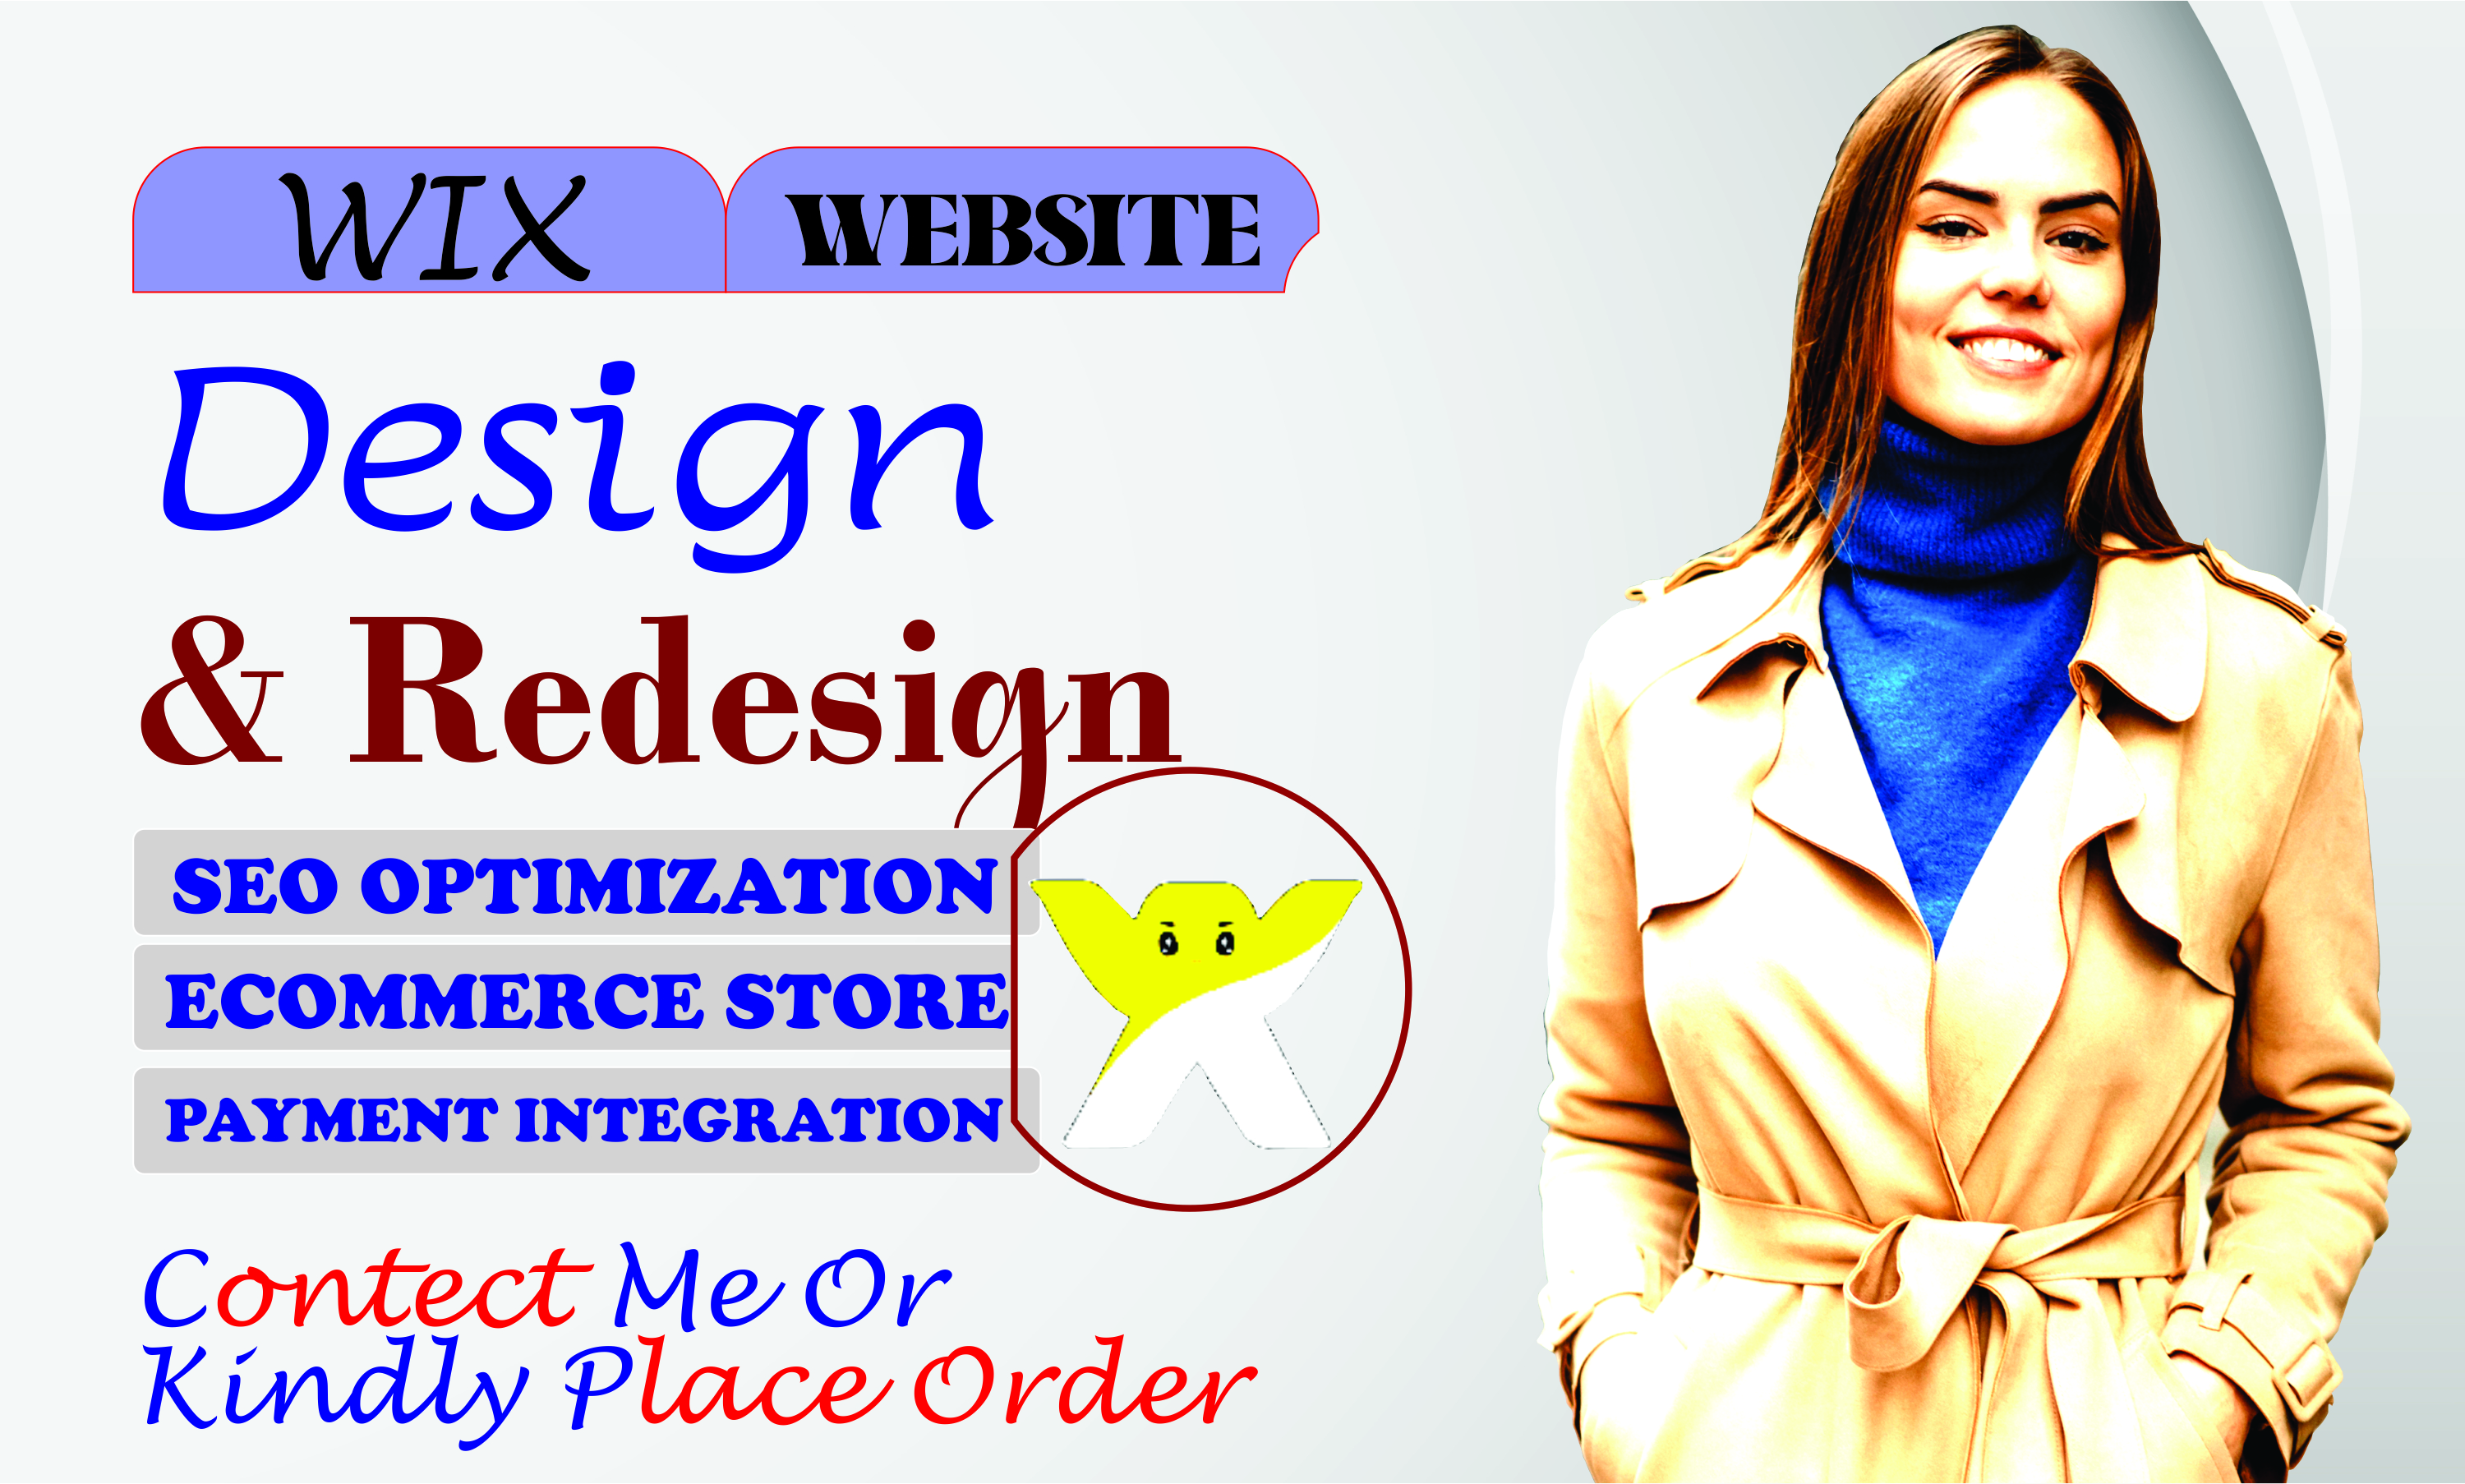 WIX WEBSITE
Design
& Redesign
SEO OPTIMIZATION
ECOMMERCE STORE
PAYMENT INTEGRATION
Contect Me Or
Kindly Place Order